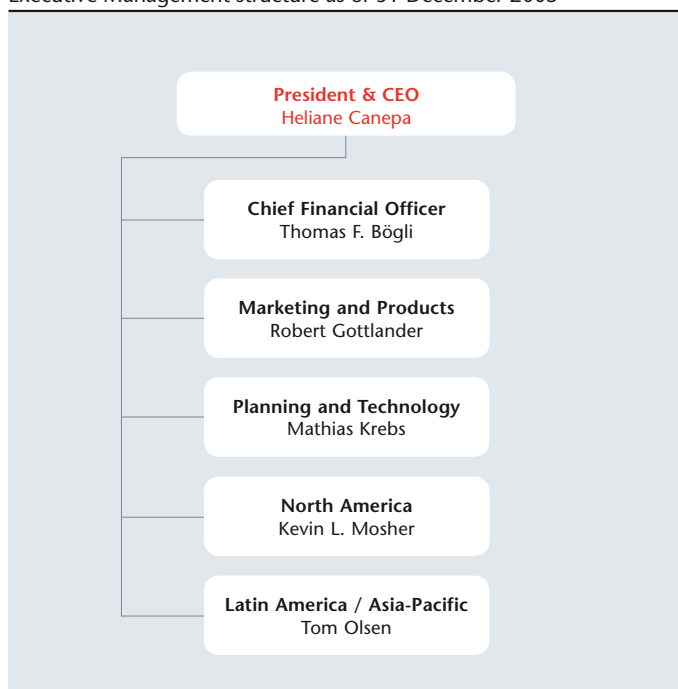 Executive Management structure as of 31 December 2003
President & CEO
Heliane Canepa
Chief Financial Officer
Thomas F. Bögli
Marketing and Products
Robert Gottlander
Planning and Technology
Mathias Krebs
North America
Kevin L. Mosher
Latin America / Asia-Pacific
Tom Olsen